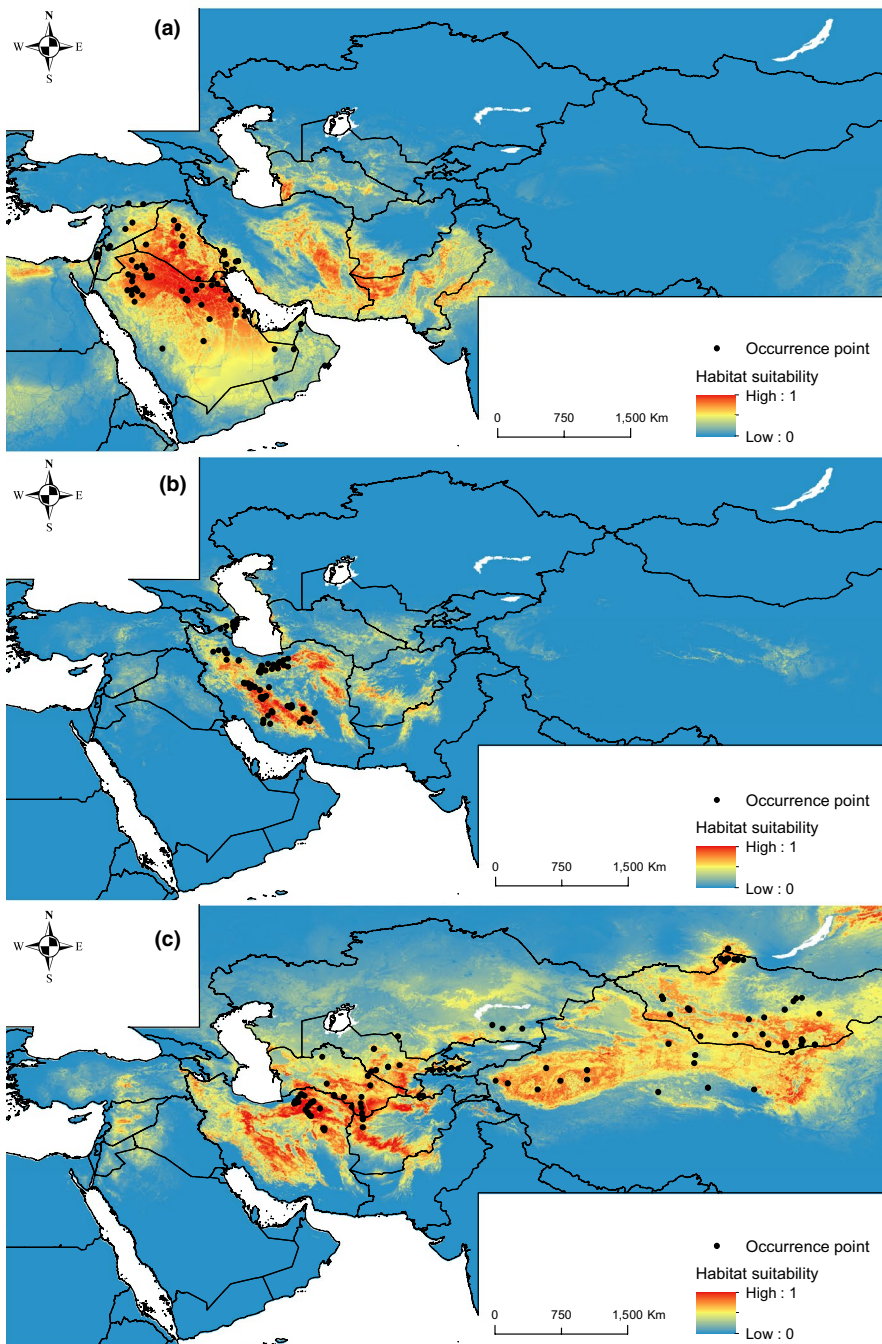 (a)
N
W E
S
Occurrence point
Habitat suitability
High : 1
Low : 0
0 750 1,500 Km
(b)
N
W E
S
Occurrence point
Habitat suitability
High : 1
Low : 0
0 750 1,500 Km
(c)
N
W E
S
Occurrence point
Habitat suitability
High : 1
Low : 0
0 750 1,500 Km